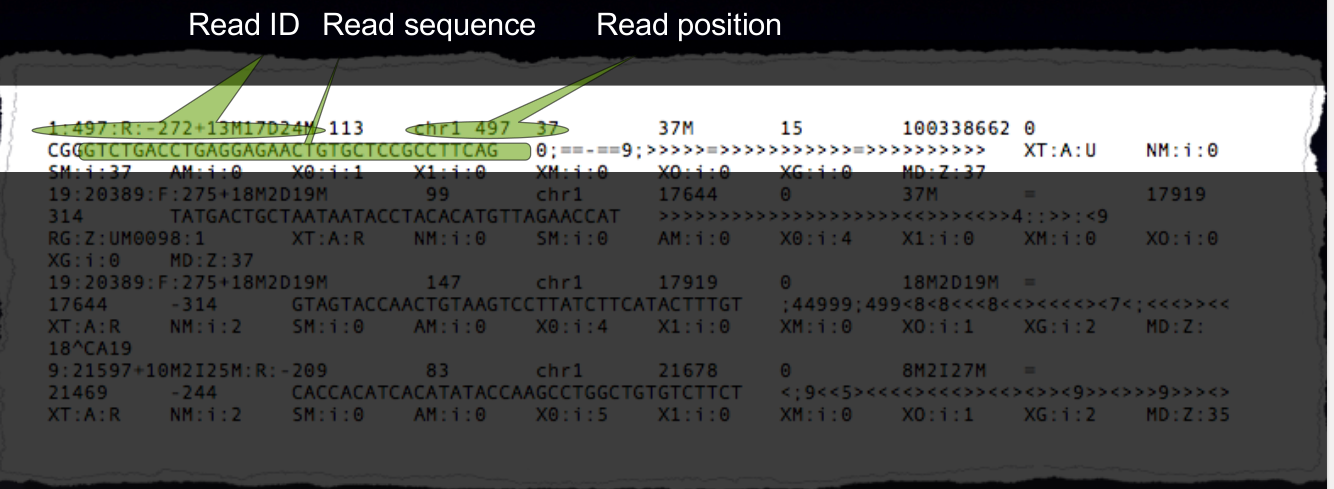 Read ID Read sequence Read position
1:497:R:-272+13M17D24M 113 chr1 497 37 37M 15 100338662 0
CGGGTCTGACCTGAGGAGAACTGTGCTCCGCCTTCAG 0;==-==9;>>>>>=>>>>>>>>>>>=>>>>>>>>>> XT:A:U NM:i:0
SM:i:37 AM:i:0 X0:i:1 X1:i:0 XM:i:0 XO:i:0 XG:i:0 MD:Z:37
19:20389:F:275+18M2D19M 99 chr1 17644 0 37M = 17919
314 TATGACTGCTAATAATACCTACACATGTTAGAACCAT >>>>>>>>>>>>>>>>>>>><<>>><<>>4::>>:<9
RG:Z:UM0098:1 XT:A:R NM:i:0 SM:i:0 AM:i:0 X0:i:4 X1:i:0 XM:i:0 XO:i:0
XG:i:0 MD:Z:37
19:20389:F:275+18M2D19M 147 chr1 17919 0 18M2D19M =
17644 -314 GTAGTACCAACTGTAAGTCCTTATCTTCATACTTTGT ;44999;499<8<8<<<8<<><<<<><7<;<<<>><<
XT:A:R NM:i:2 SM:i:0 AM:i:0 X0:i:4 X1:i:0 XM:i:0 XO:i:1 XG:i:2 MD:Z:
18^CA19
9:21597+10M2I25M:R:-209 83 chr1 21678 0 8M2I27M =
21469 -244 CACCACATCACATATACCAAGCCTGGCTGTGTCTTCT <;9<<5><<<<><<<>><<><>><9>><>>>9>>><>
XT:A:R NM:i:2 SM:i:0 AM:i:0 X0:i:5 X1:i:0 XM:i:0 XO:i:1 XG:i:2 MD:Z:35